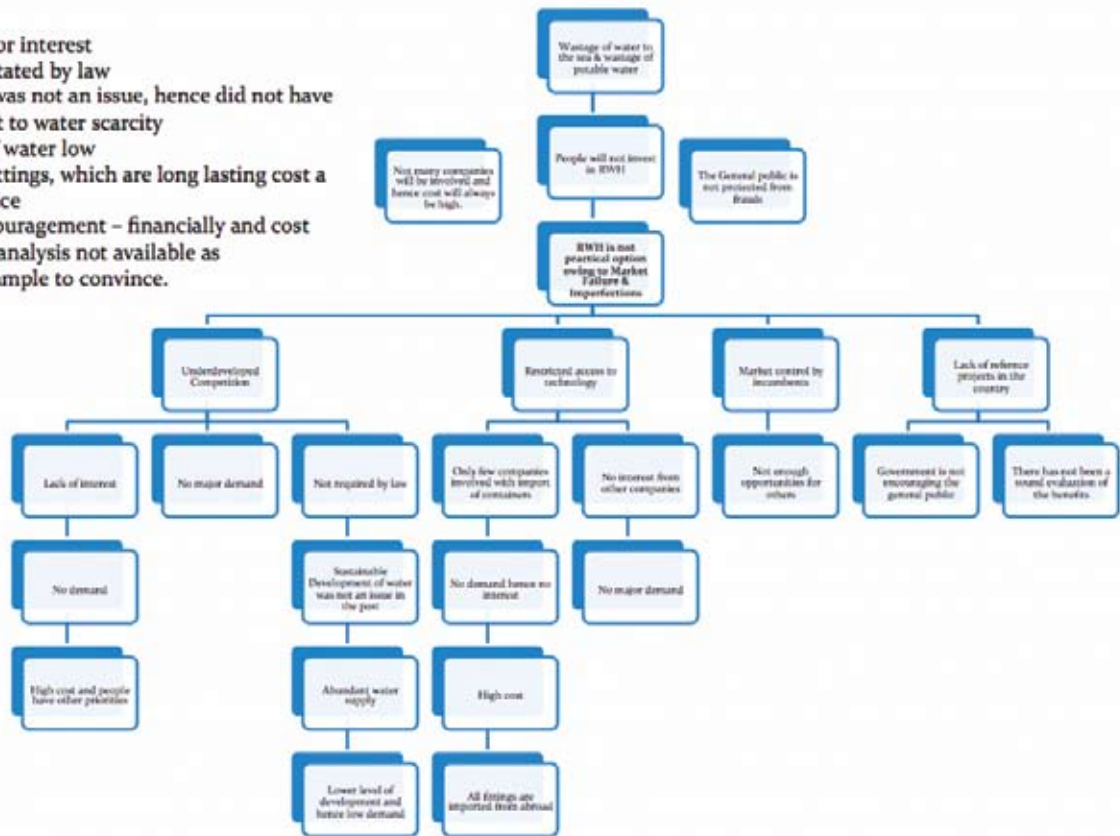 or interest
tated by law
was not an issue, hence did not have
t to water scarcity
f water low
ttings, which are long lasting cost a
ce
ouragement – financially and cost
analysis not available as
ample to convince.
Wastage of water to
the sea & wastage of
potable water
Not many companies
will be involved and
hence cost will always
be high.
People will not invest
in RWH
The General public is
not protected from
frauds
RWH is not
practical option
owing to Market
Failure &
Imperfections
Underdeveloped
Competition
Restricted access to
technology
Market control by
incumbents
Lack of reference
projects in the
country
Lack of interest
No major demand
Not required by law
Only few companies
involved with import
of containers
No interest from
other companies
Not enough
opportunities for
others
Government is not
encouraging the
general public
There has not been a
sound evaluation of
the benefits
No demand
Sustainable
Development of water
was not an issue in
the past
No demand hence no
interest
No major demand
High cost and people
have other priorities
Abundant water
supply
High cost
Lower level of
development and
hence low demand
All fittings are
imported from abroad